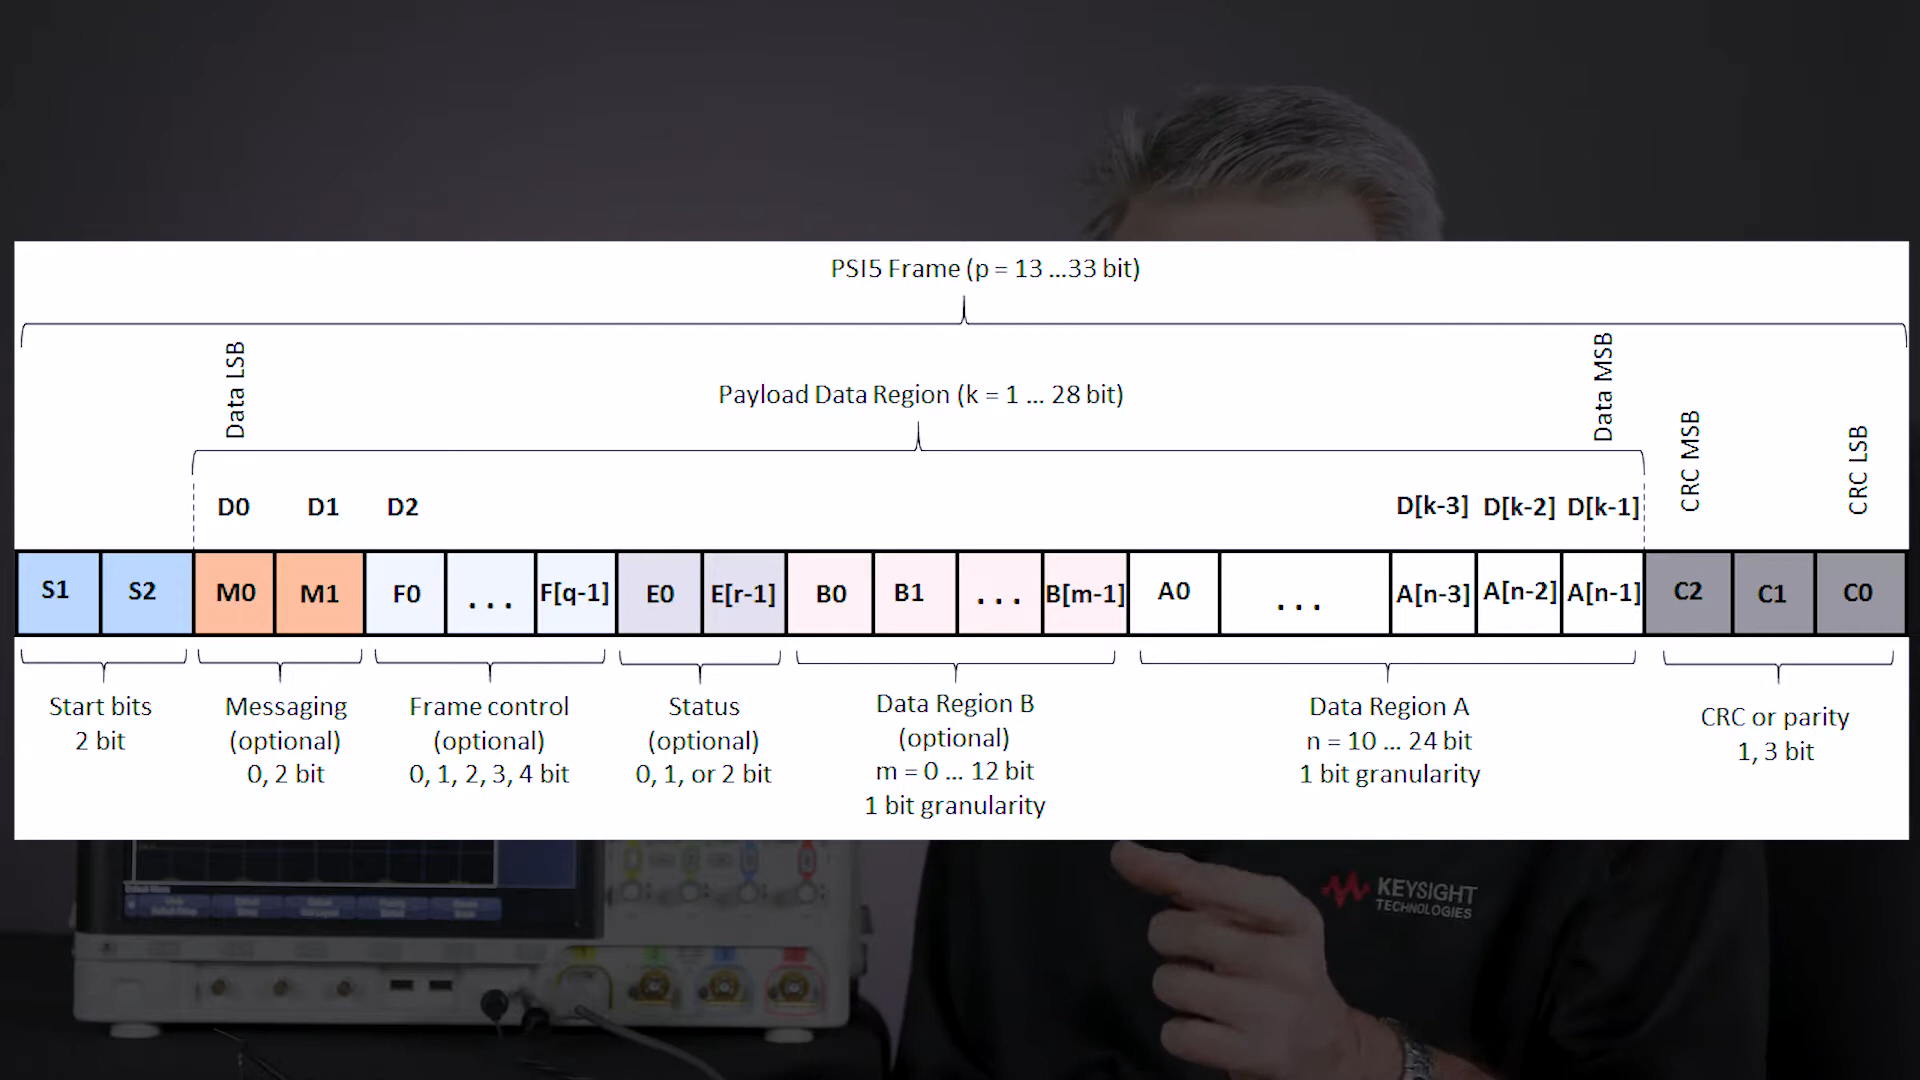 PSI5 Frame (p = 13 ...33 bit)
Data LSB
Data MSB
Payload Data Region (k = 1 ... 28 bit)
CRC MSB
CRC LSB
D0 D1 D2 D[k-3] D[k-2] D[k-1]
S1 S2 M0 M1 F0 ... F[q-1] E0 E[r-1] B0 B1 ... B[m-1] A0 ... A[n-3] A[n-2] A[n-1] C2 C1 C0
Start bits
2 bit
Messaging
(optional)
0, 2 bit
Frame control
(optional)
0, 1, 2, 3, 4 bit
Status
(optional)
0, 1, or 2 bit
Data Region B
(optional)
m = 0 ... 12 bit
1 bit granularity
Data Region A
n = 10 ... 24 bit
1 bit granularity
CRC or parity
1, 3 bit
KEYSIGHT
TECHNOLOGIES